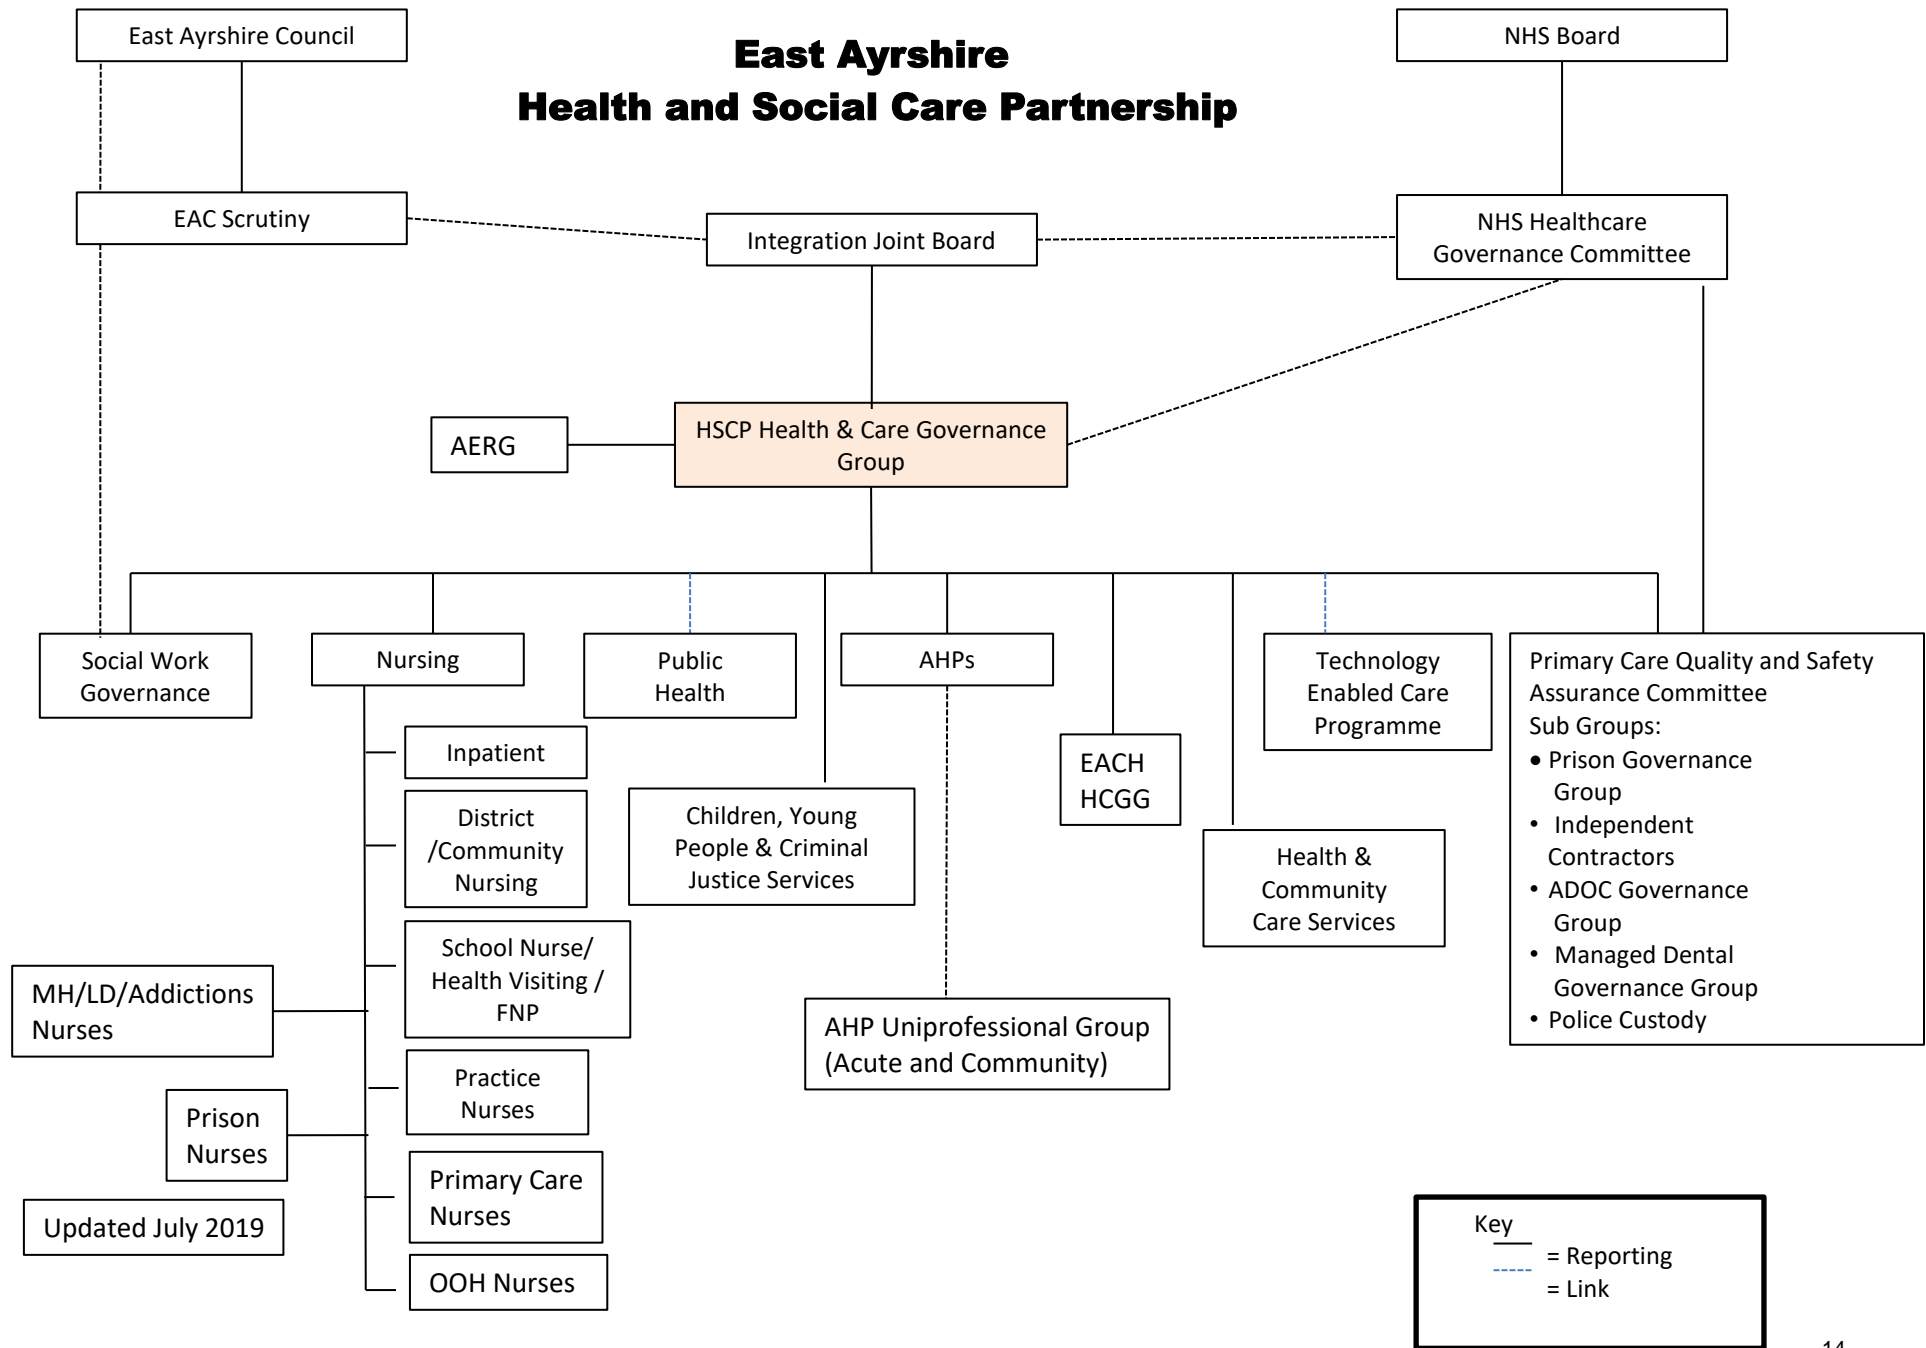 East Ayrshire Council
East Ayrshire
Health and Social Care Partnership
NHS Board
EAC Scrutiny
Integration Joint Board
NHS Healthcare
Governance Committee
AERG
HSCP Health & Care Governance
Group
Social Work
Governance
Nursing
Public
Health
AHPs
Technology
Enabled Care
Programme
Primary Care Quality and Safety
Assurance Committee
Sub Groups:
• Prison Governance
Group
• Independent
Contractors
• ADOC Governance
Group
• Managed Dental
Governance Group
• Police Custody
Inpatient
District
/Community
Nursing
School Nurse/
Health Visiting /
FNP
Practice
Nurses
Primary Care
Nurses
OOH Nurses
MH/LD/Addictions
Nurses
Prison
Nurses
Children, Young
People & Criminal
Justice Services
EACH
HCGG
Health &
Community
Care Services
AHP Uniprofessional Group
(Acute and Community)
Updated July 2019
Key
= Reporting
= Link
14